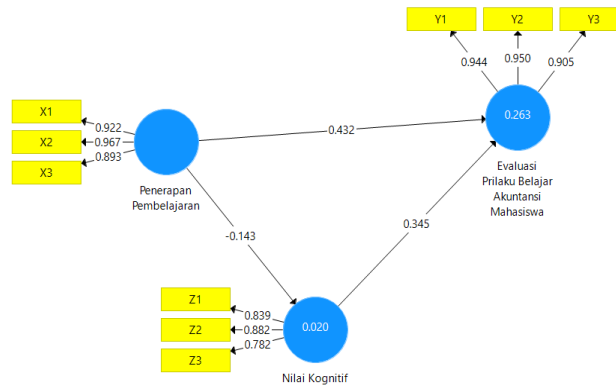 Y1
Y2
Y3
0.944
0.950
0.905
X1
X2
X3
0.922
0.967
0.893
0.263
0.432
Penerapan
Pembelajaran
Evaluasi
Prilaku Belajar
Akuntansi
Mahasiswa
-0.143
0.345
Z1
Z2
Z3
0.839
0.882
0.782
0.020
Nilai Kognitif